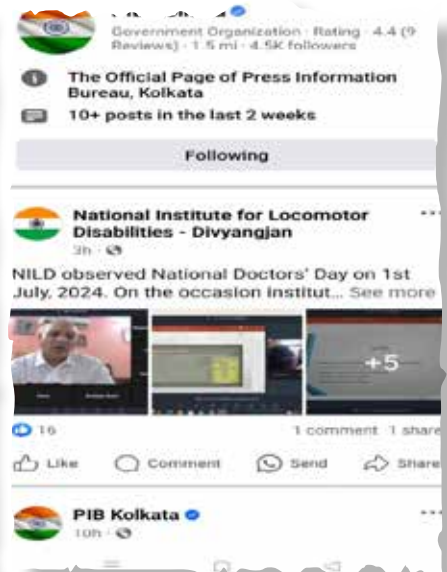 Government Organization · Rating · 4.4 (9
Reviews) · 1.5 mi · 4.5K followers
The Official Page of Press Information
Bureau, Kolkata
10+ posts in the last 2 weeks
Following
National Institute for Locomotor
Disabilities - Divyangjan
3h ·
NILD observed National Doctors' Day on 1st
July, 2024. On the occasion institut... See more
+5
16
1 comment 1 share
Like Comment Send Share
PIB Kolkata
10h ·